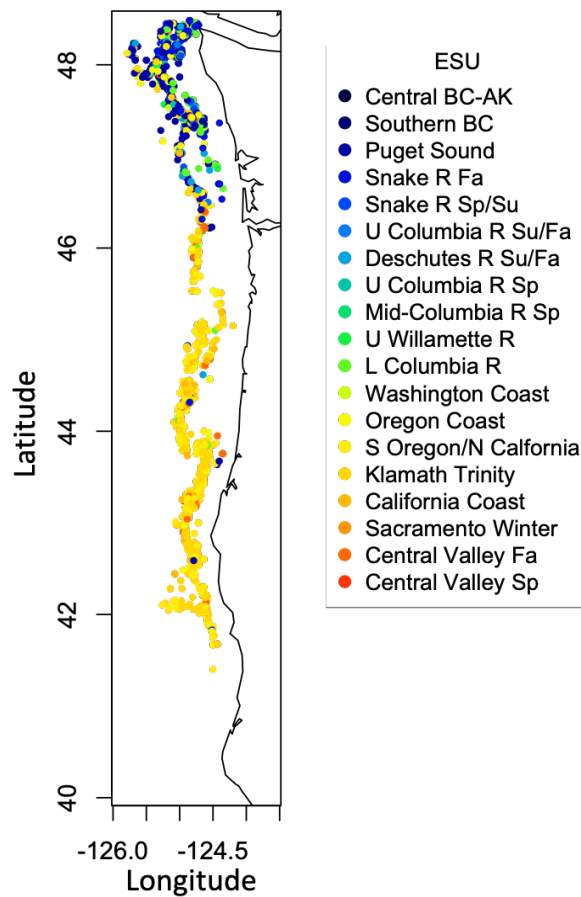 ESU
Central BC-AK
Southern BC
Puget Sound
Snake R Fa
Snake R Sp/Su
U Columbia R Su/Fa
Deschutes R Su/Fa
U Columbia R Sp
Mid-Columbia R Sp
U Willamette R
L Columbia R
Washington Coast
Oregon Coast
S Oregon/N Calfornia
Klamath Trinity
California Coast
Sacramento Winter
Central Valley Fa
Central Valley Sp
Latitude
48
46
44
42
40
-126.0 -124.5
Longitude